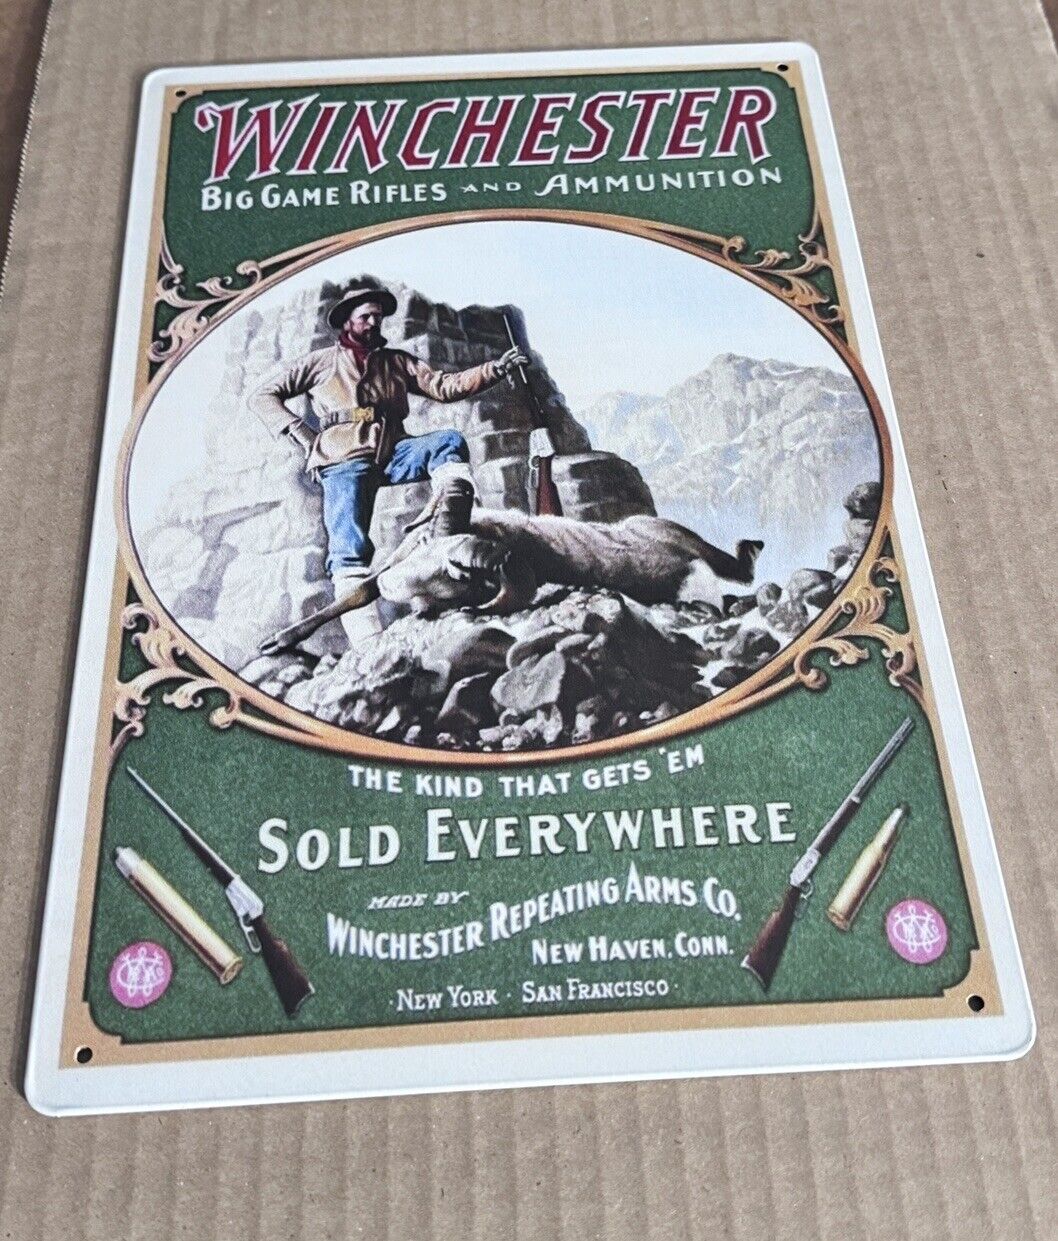 WINCHESTER
BIG GAME RIFLES AND AMMUNITION
THE KIND THAT GETS 'EM
SOLD EVERYWHERE
MADE BY
WINCHESTER REPEATING ARMS CO.
NEW HAVEN, CONN.
· NEW YORK · SAN FRANCISCO ·